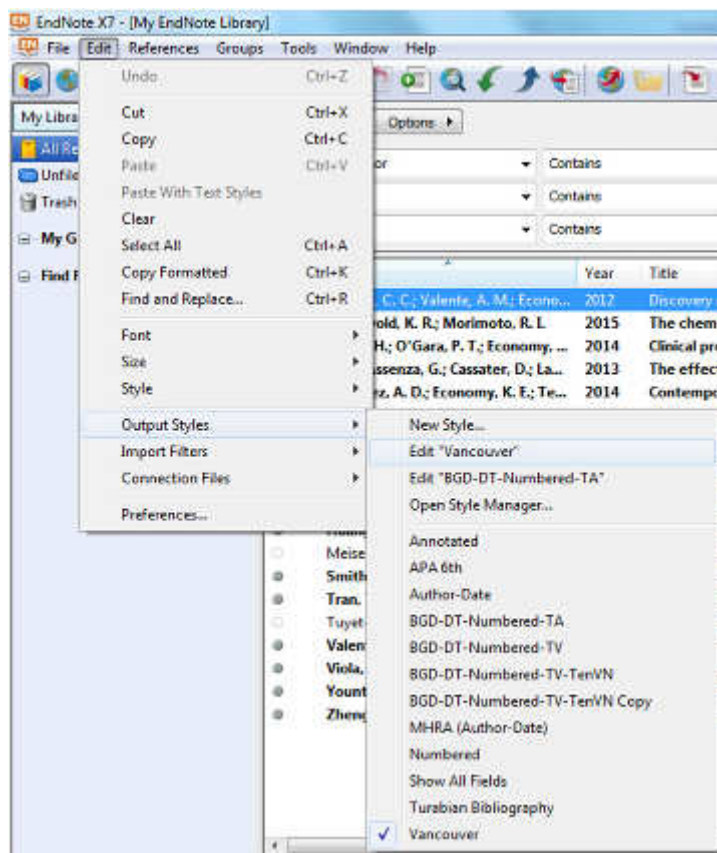 EndNote X7 - [My EndNote Library]
File Edit References Groups Tools Window Help
Undo Ctrl+Z
Cut Ctrl+X
Copy Ctrl+C
Paste Ctrl+V
Paste With Text Styles
Clear
Select All Ctrl+A
Copy Formatted Ctrl+K
Find and Replace... Ctrl+R
Font
Size
Style
Output Styles
Import Filters
Connection Files
Preferences...
My Libra
All Re
Unfile
Trash
My G
Find F
Options
or Contains
Contains
Contains
Year Title
C. C.; Valente, A. M.; Econo... 2012 Discovery
old, K. R.; Morimoto, R. I. 2015 The chem
H.; O'Gara, P. T.; Economy, ... 2014 Clinical pro
ssenza, G.; Cassater, D.; La... 2013 The effect
ez, A. D.; Economy, K. E.; Te... 2014 Contempo
New Style...
Edit "Vancouver"
Edit "BGD-DT-Numbered-TA"
Open Style Manager...
Annotated
APA 6th
Author-Date
BGD-DT-Numbered-TA
BGD-DT-Numbered-TV
BGD-DT-Numbered-TV-TenVN
BGD-DT-Numbered-TV-TenVN Copy
MHRA (Author-Date)
Numbered
Show All Fields
Turabian Bibliography
Vancouver
Meise
Smith
Tran,
Tuyet-
Valen
Viola,
Yount
Zheng